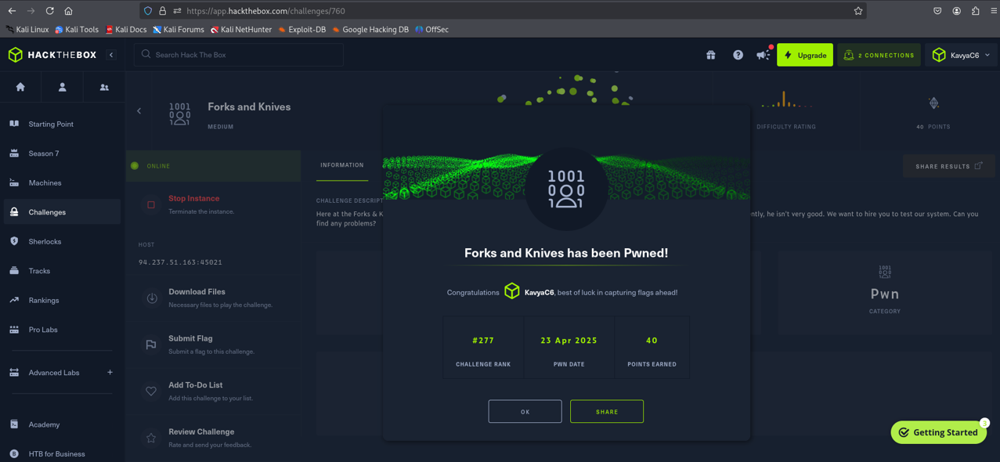 https://app.hackthebox.com/challenges/760
Kali Linux Kali Tools Kali Docs Kali Forums Kali NetHunter Exploit-DB Google Hacking DB OffSec
HACKTHEBOX
Search Hack The Box
Upgrade
2 CONNECTIONS
KavyaC6
Starting Point
Season 7
Machines
Challenges
Sherlocks
Tracks
Rankings
Pro Labs
Advanced Labs +
Academy
HTB for Business
Forks and Knives
MEDIUM
DIFFICULTY RATING
40 POINTS
ONLINE
Stop Instance
Terminate the instance.
HOST
94.237.51.163:45021
Download Files
Necessary files to play the challenge.
Submit Flag
Submit a flag to this challenge.
Add To-Do List
Add this challenge to your list.
Review Challenge
Rate and send your feedback.
INFORMATION
SHARE RESULTS
CHALLENGE DESCRIPT
Here at the Forks & K
ntly, he isn't very good. We want to hire you to test our system. Can you
find any problems?
Pwn
CATEGORY
1001
Forks and Knives has been Pwned!
Congratulations KavyaC6, best of luck in capturing flags ahead!
#277
CHALLENGE RANK
23 Apr 2025
PWN DATE
40
POINTS EARNED
OK
SHARE
3
Getting Started